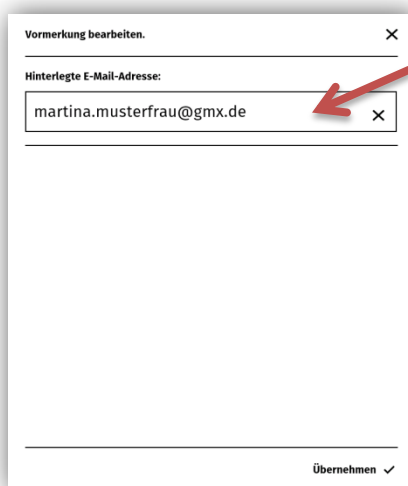 Vormerkung bearbeiten.
Hinterlegte E-Mail-Adresse:
martina.musterfrau@gmx.de
Übernehmen